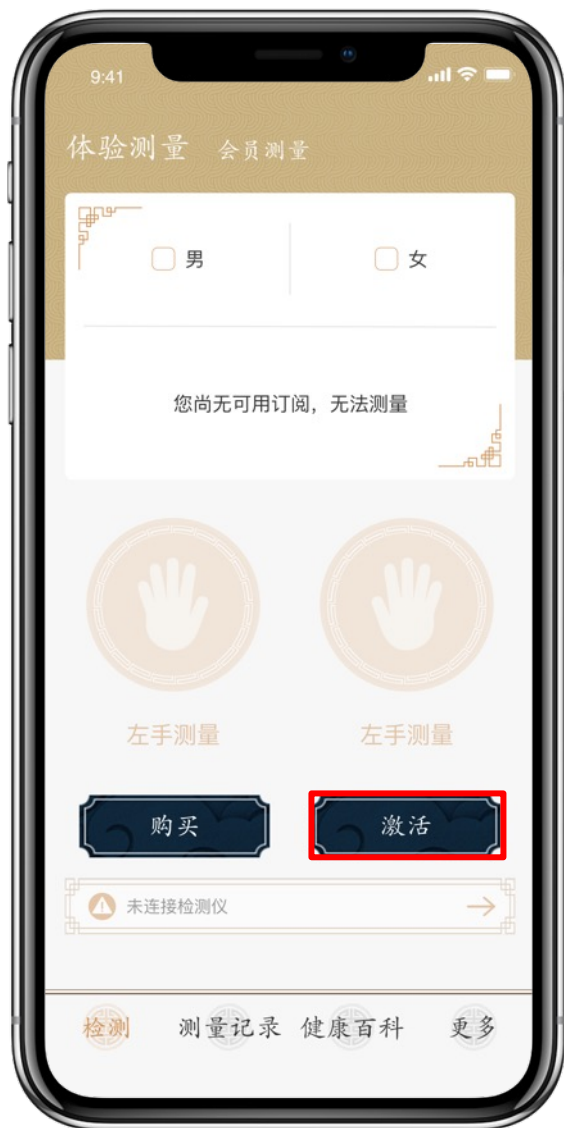 9:41
体验测量 会员测量
男 女
您尚无可用订阅，无法测量
左手测量 左手测量
购买 激活
未连接检测仪
检测 测量记录 健康百科 更多